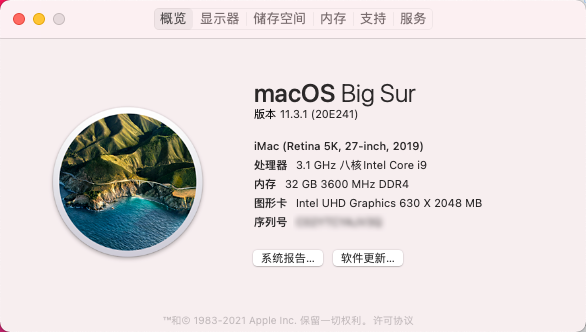 概览 显示器 储存空间 内存 支持 服务
macOS Big Sur
版本 11.3.1 (20E241)
iMac (Retina 5K, 27-inch, 2019)
处理器 3.1 GHz 八核Intel Core i9
内存 32 GB 3600 MHz DDR4
图形卡 Intel UHD Graphics 630 X 2048 MB
序列号
系统报告... 软件更新...
™和© 1983-2021 Apple Inc. 保留一切权利。许可协议